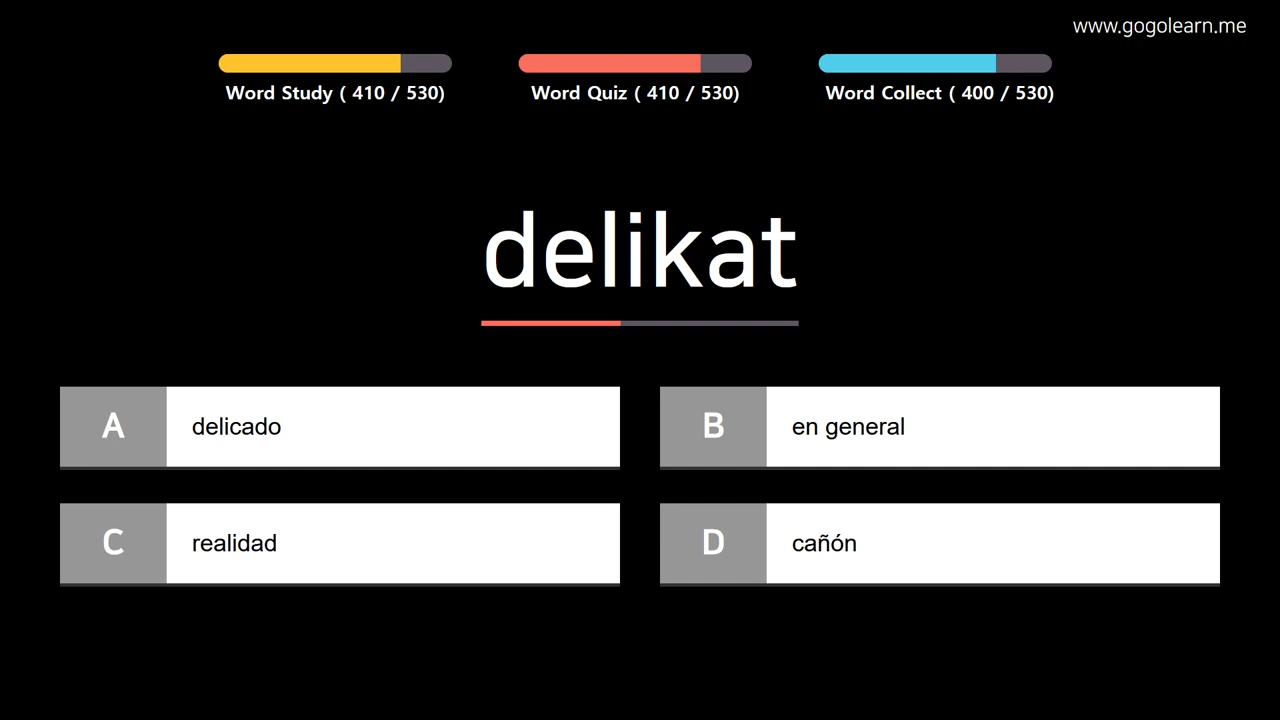 www.gogolearn.me
Word Study ( 410 / 530)
Word Quiz ( 410 / 530)
Word Collect ( 400 / 530)
delikat
A
delicado
B
en general
C
realidad
D
cañón